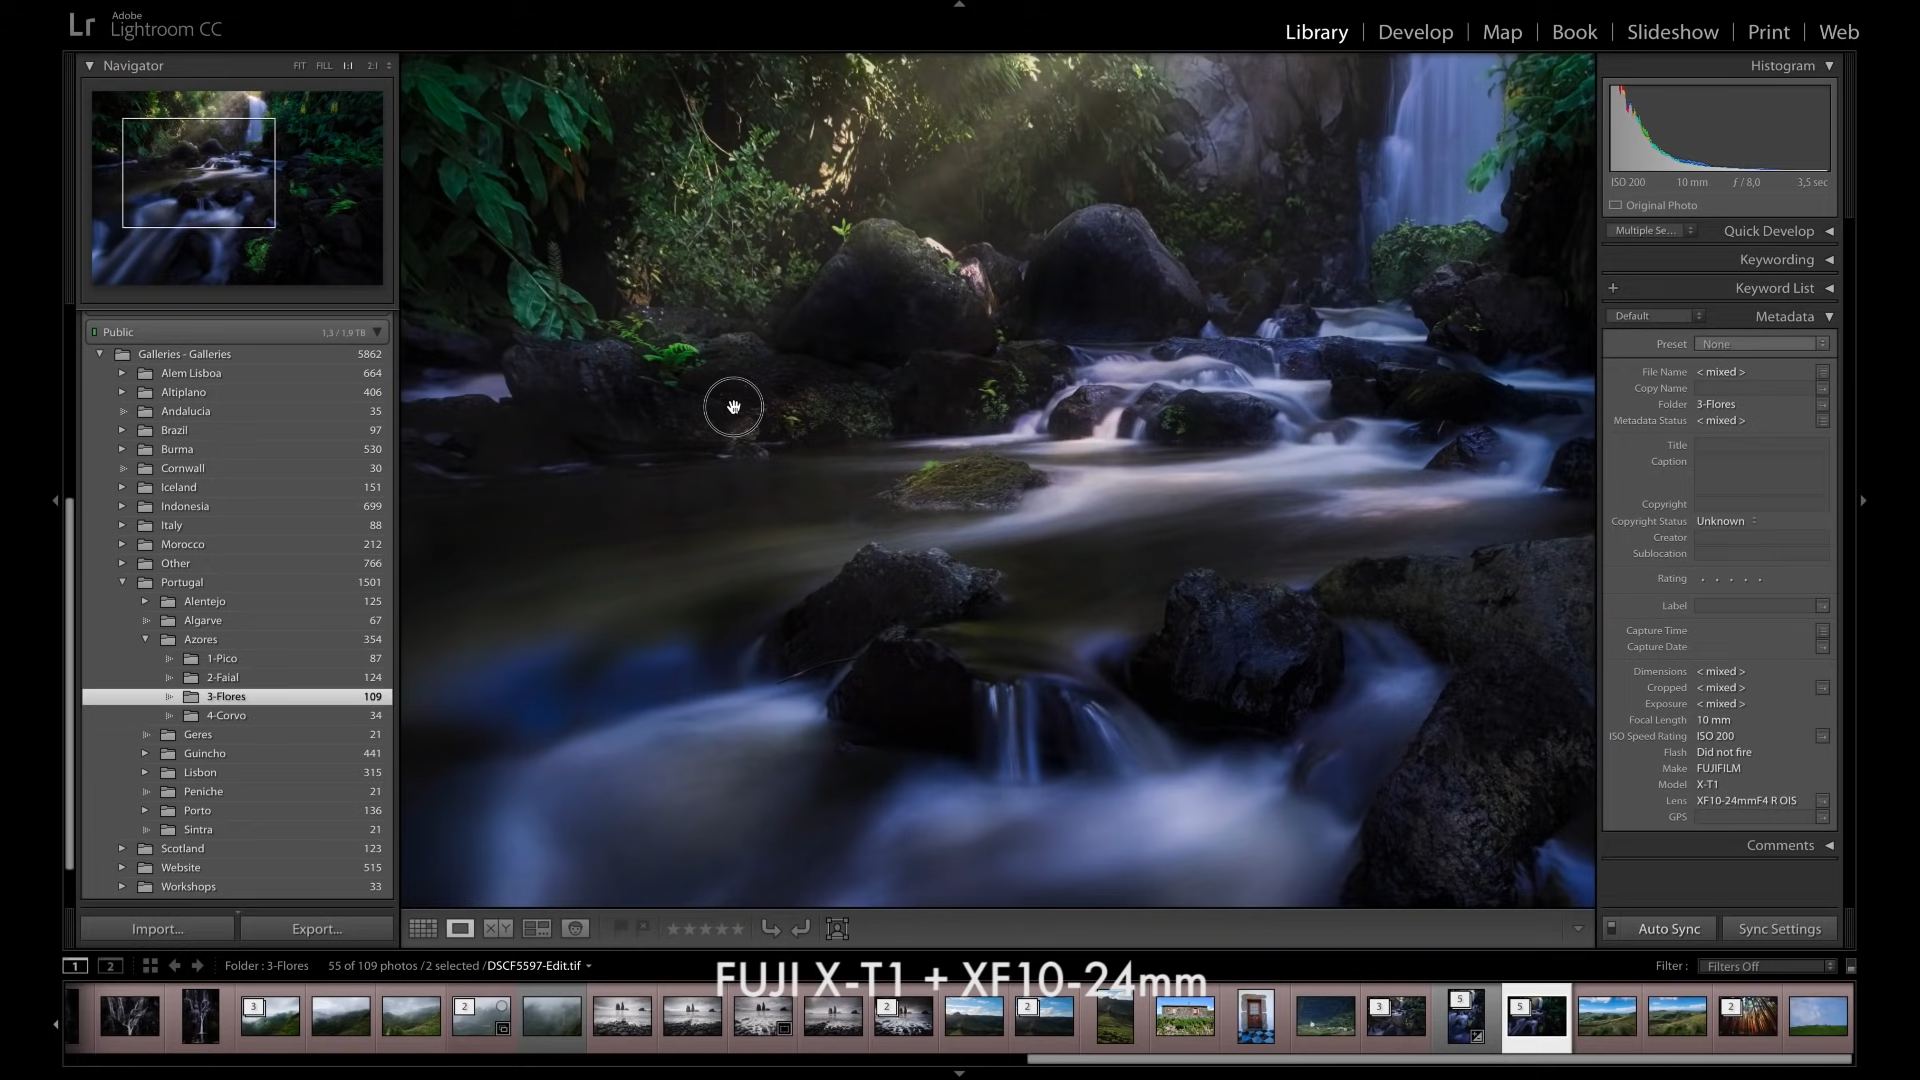 Lr Adobe
Lightroom CC
Library | Develop | Map | Book | Slideshow | Print | Web
Navigator FIT FILL 1:1 2:1
Public 1,3 / 1,9 TB
Galleries - Galleries 5862
Alem Lisboa 664
Altiplano 406
Andalucia 35
Brazil 97
Burma 530
Cornwall 30
Iceland 151
Indonesia 699
Italy 88
Morocco 212
Other 766
Portugal 1501
Alentejo 125
Algarve 67
Azores 354
1-Pico 87
2-Faial 124
3-Flores 109
4-Corvo 34
Geres 21
Guincho 441
Lisbon 315
Peniche 21
Porto 136
Sintra 21
Scotland 123
Website 515
Workshops 33
Import... Export...
Histogram
ISO 200 10 mm ƒ / 8,0 3,5 sec
Original Photo
Multiple Se... Quick Develop
Keywording
+ Keyword List
Default Metadata
Preset None
File Name < mixed >
Copy Name
Folder 3-Flores
Metadata Status < mixed >
Title
Caption
Copyright
Copyright Status Unknown
Creator
Sublocation
Rating . . . . .
Label
Capture Time
Capture Date
Dimensions < mixed >
Cropped < mixed >
Exposure < mixed >
Focal Length 10 mm
ISO Speed Rating ISO 200
Flash Did not fire
Make FUJIFILM
Model X-T1
Lens XF10-24mmF4 R OIS
GPS
Comments
Auto Sync Sync Settings
X Y
1 2 Folder : 3-Flores 55 of 109 photos /2 selected /DSCF5597-Edit.tif
Filter : Filters Off
FUJI X-T1 + XF10-24mm
3 2 2 2 3 5 5 2